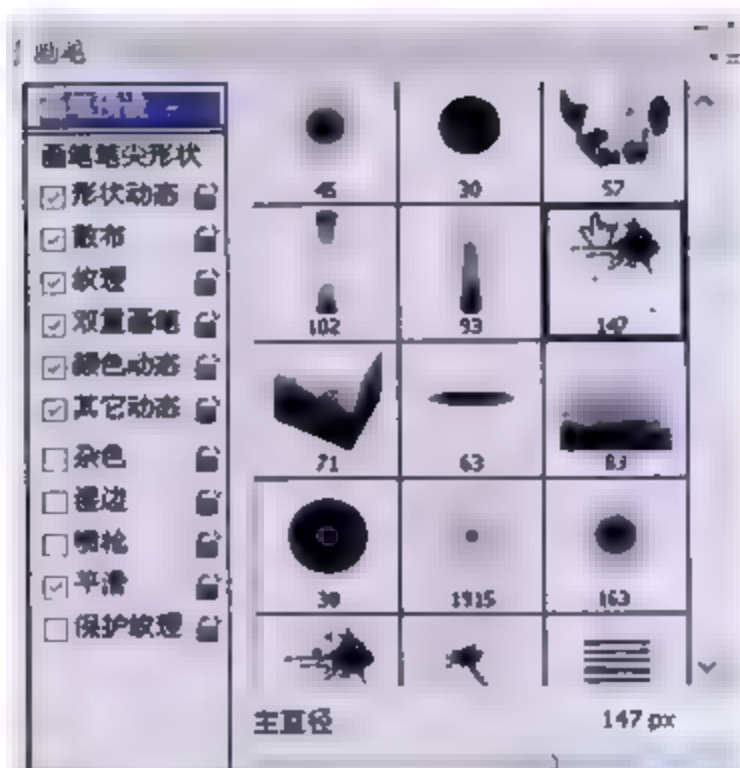 画笔
画笔笔尖形状
形状动态
散布
纹理
双重画笔
颜色动态
其它动态
杂色
湿边
喷枪
平滑
保护纹理
45 30 57
102 93 147
71 63 83
39 1915 163
主直径 147 px